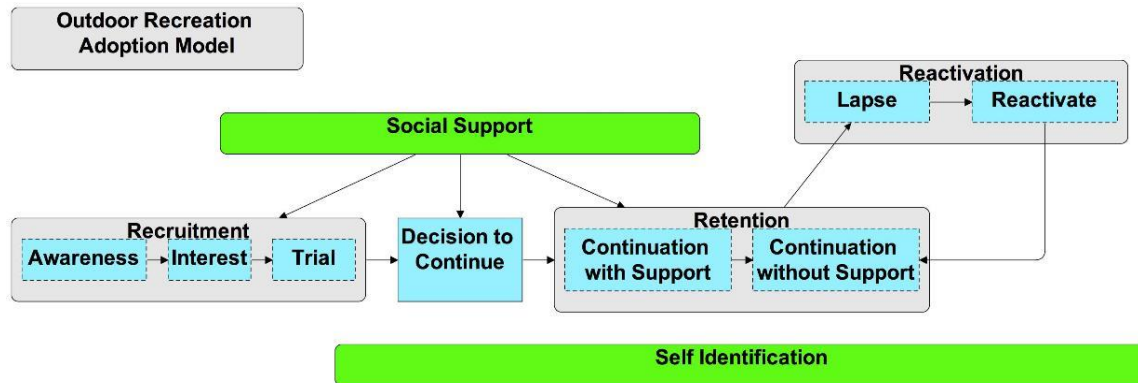 Outdoor Recreation
Adoption Model
Reactivation
Lapse
Reactivate
Social Support
Recruitment
Awareness
Interest
Trial
Decision to
Continue
Retention
Continuation
with Support
Continuation
without Support
Self Identification